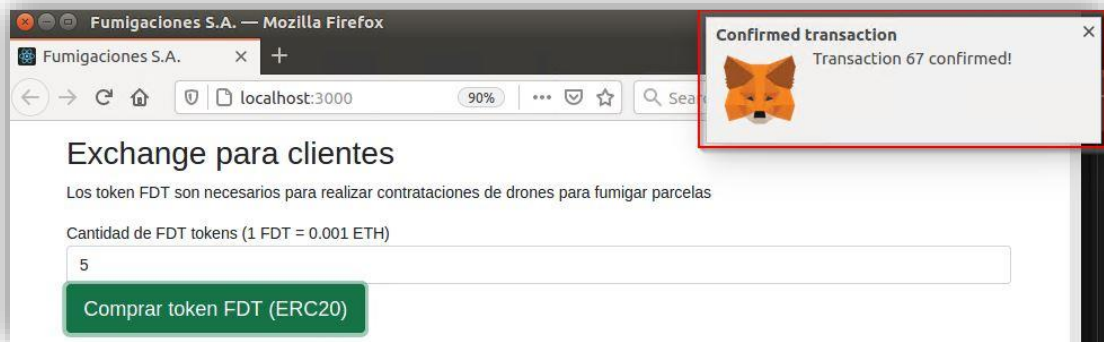 Fumigaciones S.A. — Mozilla Firefox
Confirmed transaction
Transaction 67 confirmed!
Fumigaciones S.A.
localhost:3000
90%
Exchange para clientes
Los token FDT son necesarios para realizar contrataciones de drones para fumigar parcelas
Cantidad de FDT tokens (1 FDT = 0.001 ETH)
5
Comprar token FDT (ERC20)